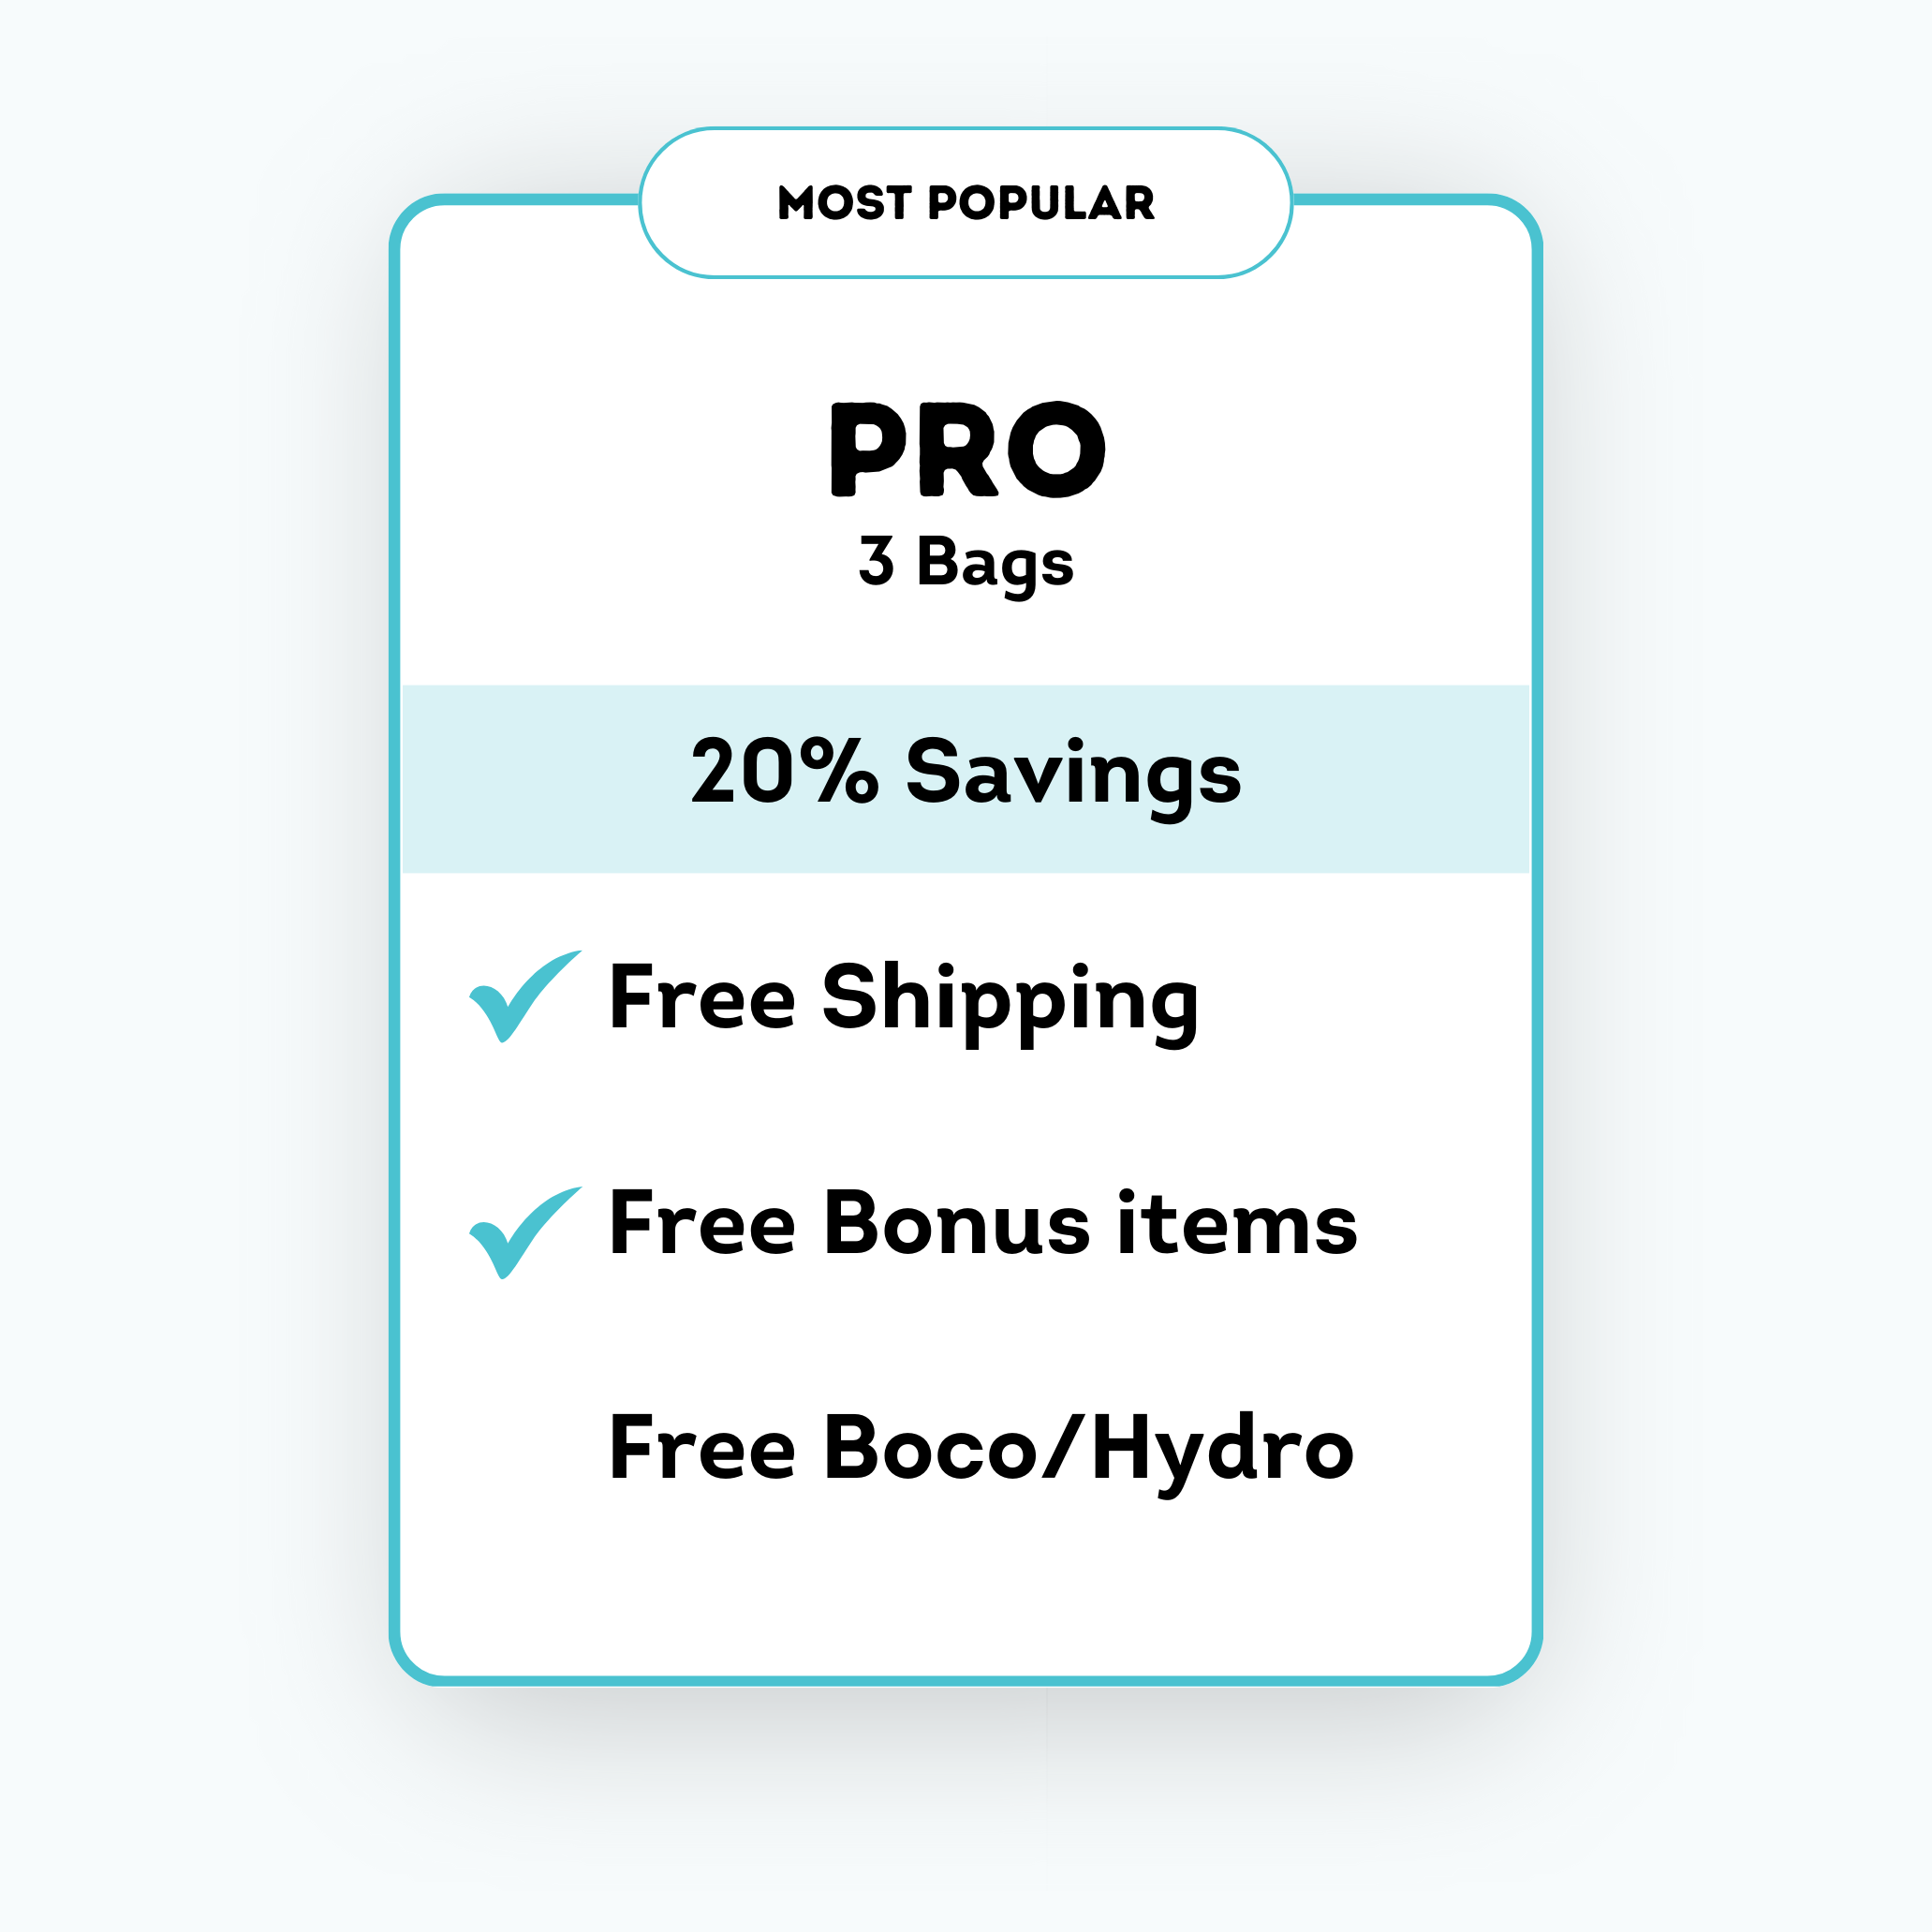 MOST POPULAR
PRO
3 Bags
20% Savings
Free Shipping
Free Bonus items
Free Boco/Hydro